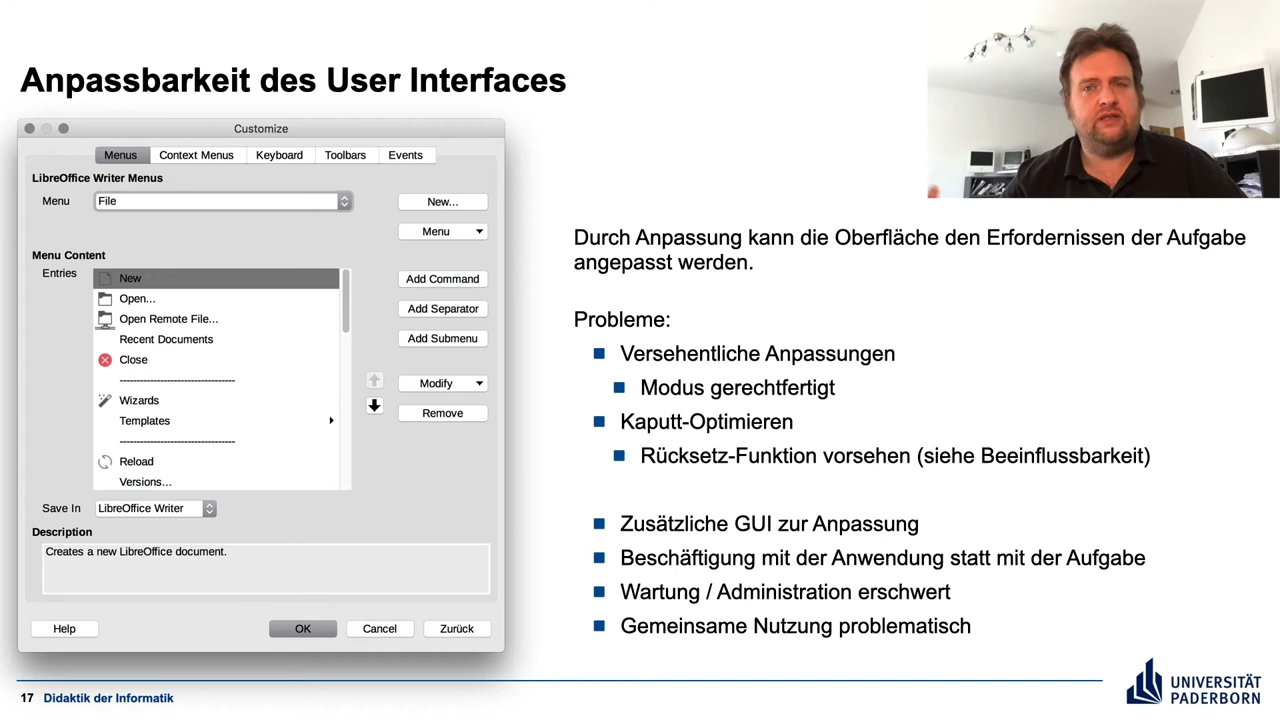 Anpassbarkeit des User Interfaces
Customize
Menus
Context Menus
Keyboard
Toolbars
Events
LibreOffice Writer Menus
Menu
File
New...
Menu
Menu Content
Entries
New
Open...
Open Remote File...
Recent Documents
Close
----------------------------------
Wizards
Templates
----------------------------------
Reload
Versions...
Add Command
Add Separator
Add Submenu
Modify
Remove
Save In
LibreOffice Writer
Description
Creates a new LibreOffice document.
Help
OK
Cancel
Zurück
Durch Anpassung kann die Oberfläche den Erfordernissen der Aufgabe
angepasst werden.
Probleme:
Versehentliche Anpassungen
Modus gerechtfertigt
Kaputt-Optimieren
Rücksetz-Funktion vorsehen (siehe Beeinflussbarkeit)
Zusätzliche GUI zur Anpassung
Beschäftigung mit der Anwendung statt mit der Aufgabe
Wartung / Administration erschwert
Gemeinsame Nutzung problematisch
17 Didaktik der Informatik
UNIVERSITÄT
PADERBORN